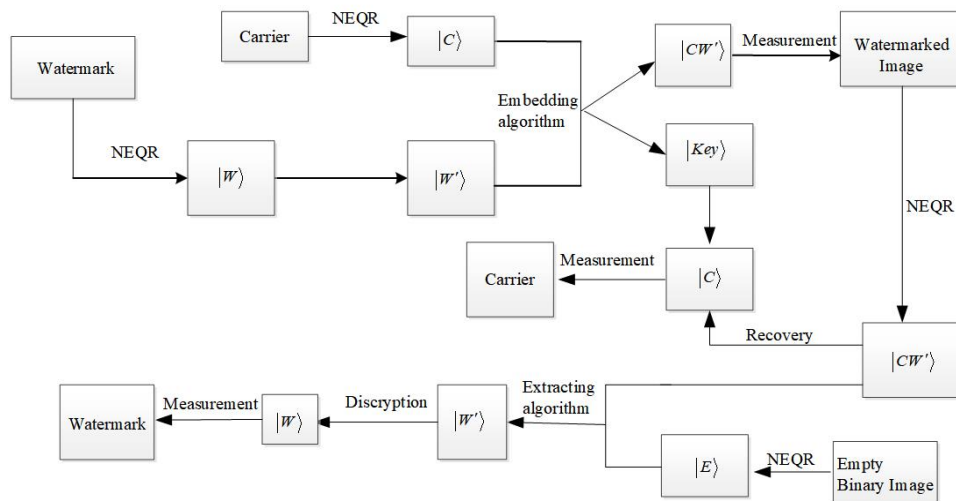 NEQR
Carrier
|C⟩
Watermark
Embedding
algorithm
|CW'⟩
Measurement
Watermarked
Image
NEQR
|W⟩
|W'⟩
|Key⟩
NEQR
Carrier
Measurement
|C⟩
Recovery
|CW'⟩
Watermark
Measurement
|W⟩
Discryption
|W'⟩
Extracting
algorithm
|E⟩
NEQR
Empty
Binary Image